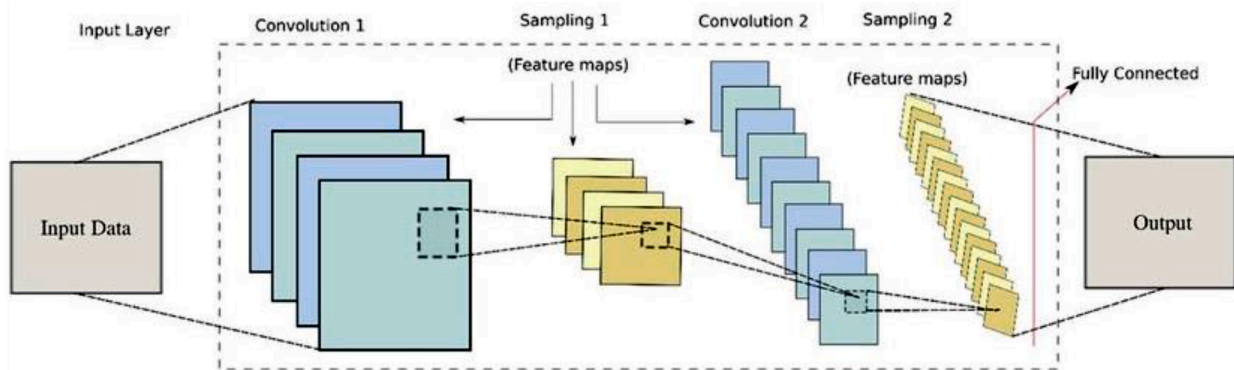 Input Layer
Convolution 1
Sampling 1
Convolution 2
Sampling 2
(Feature maps)
(Feature maps)
Fully Connected
Input Data
Output